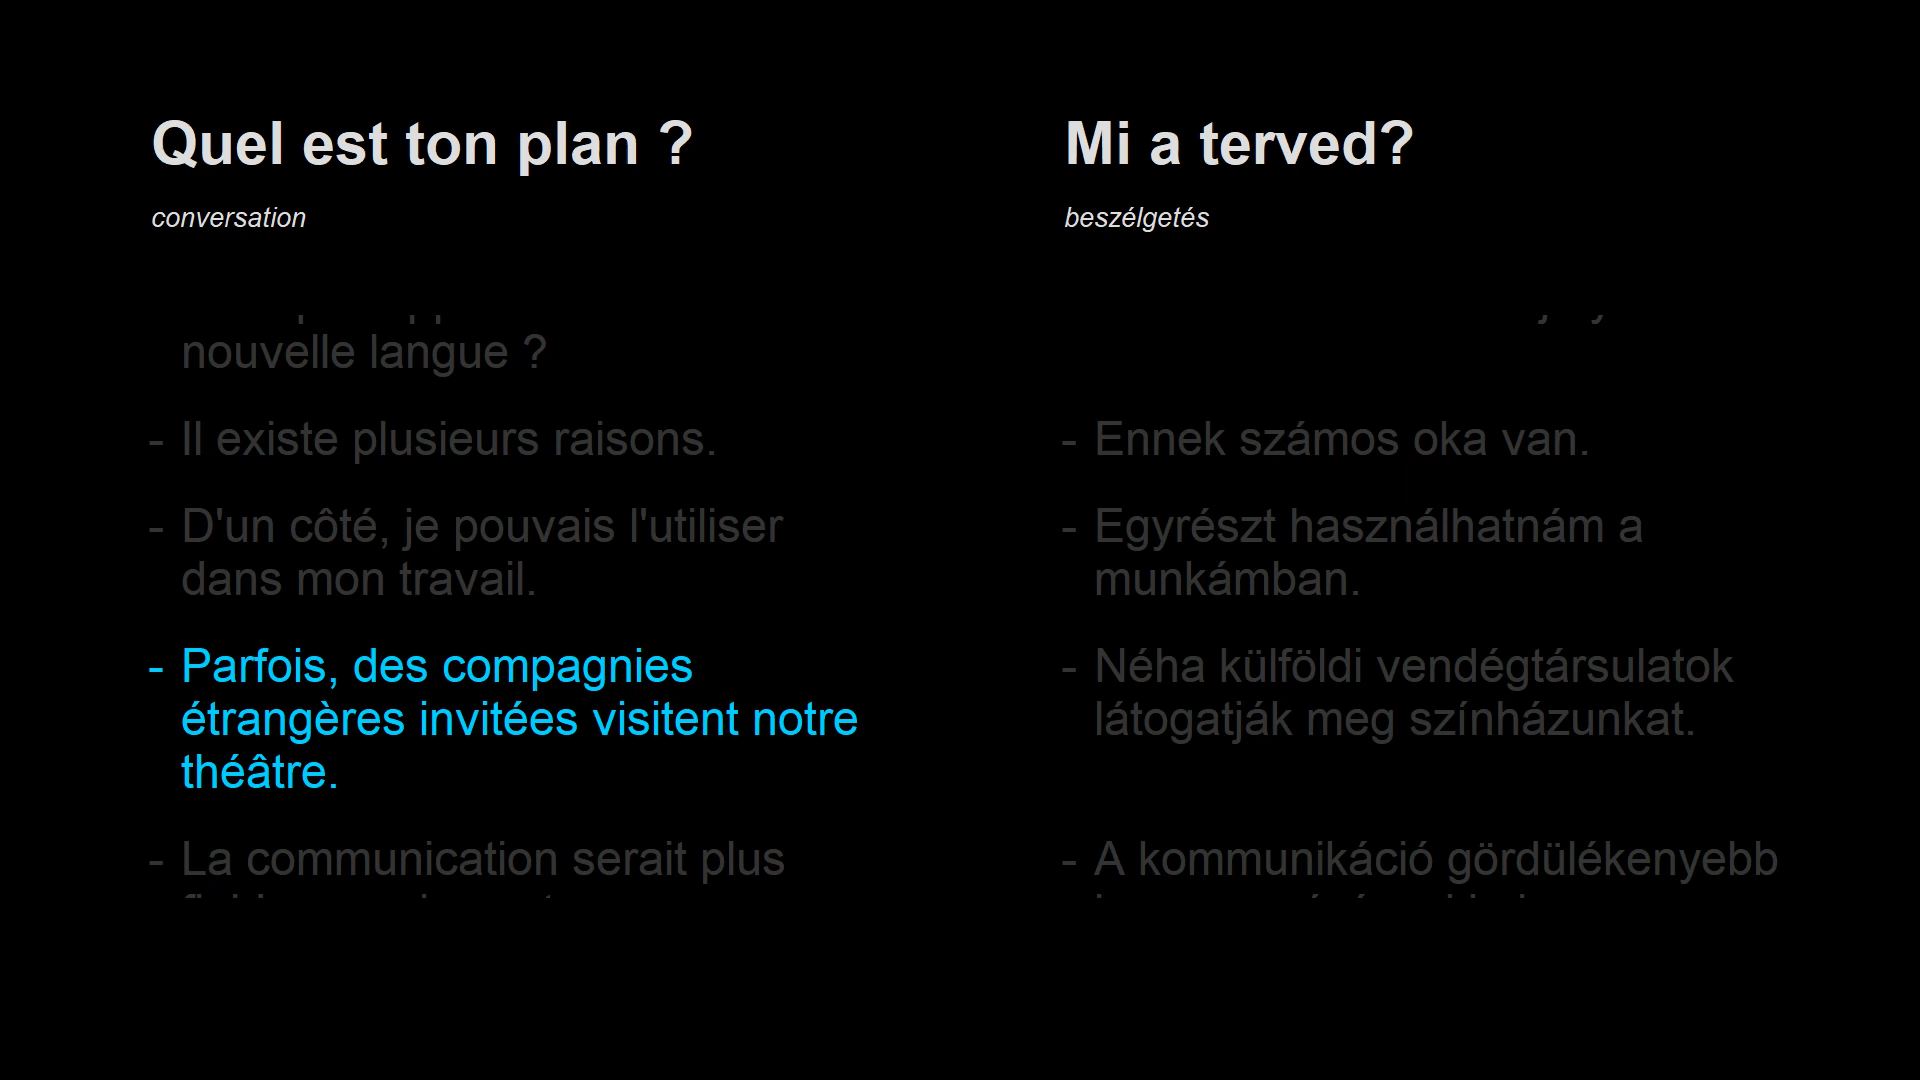 Quel est ton plan ?
conversation
nouvelle langue ?
- Il existe plusieurs raisons.
- D'un côté, je pouvais l'utiliser
dans mon travail.
- Parfois, des compagnies
étrangères invitées visitent notre
théâtre.
- La communication serait plus
Mi a terved?
beszélgetés
- Ennek számos oka van.
- Egyrészt használhatnám a
munkámban.
- Néha külföldi vendégtársulatok
látogatják meg színházunkat.
- A kommunikáció gördülékenyebb